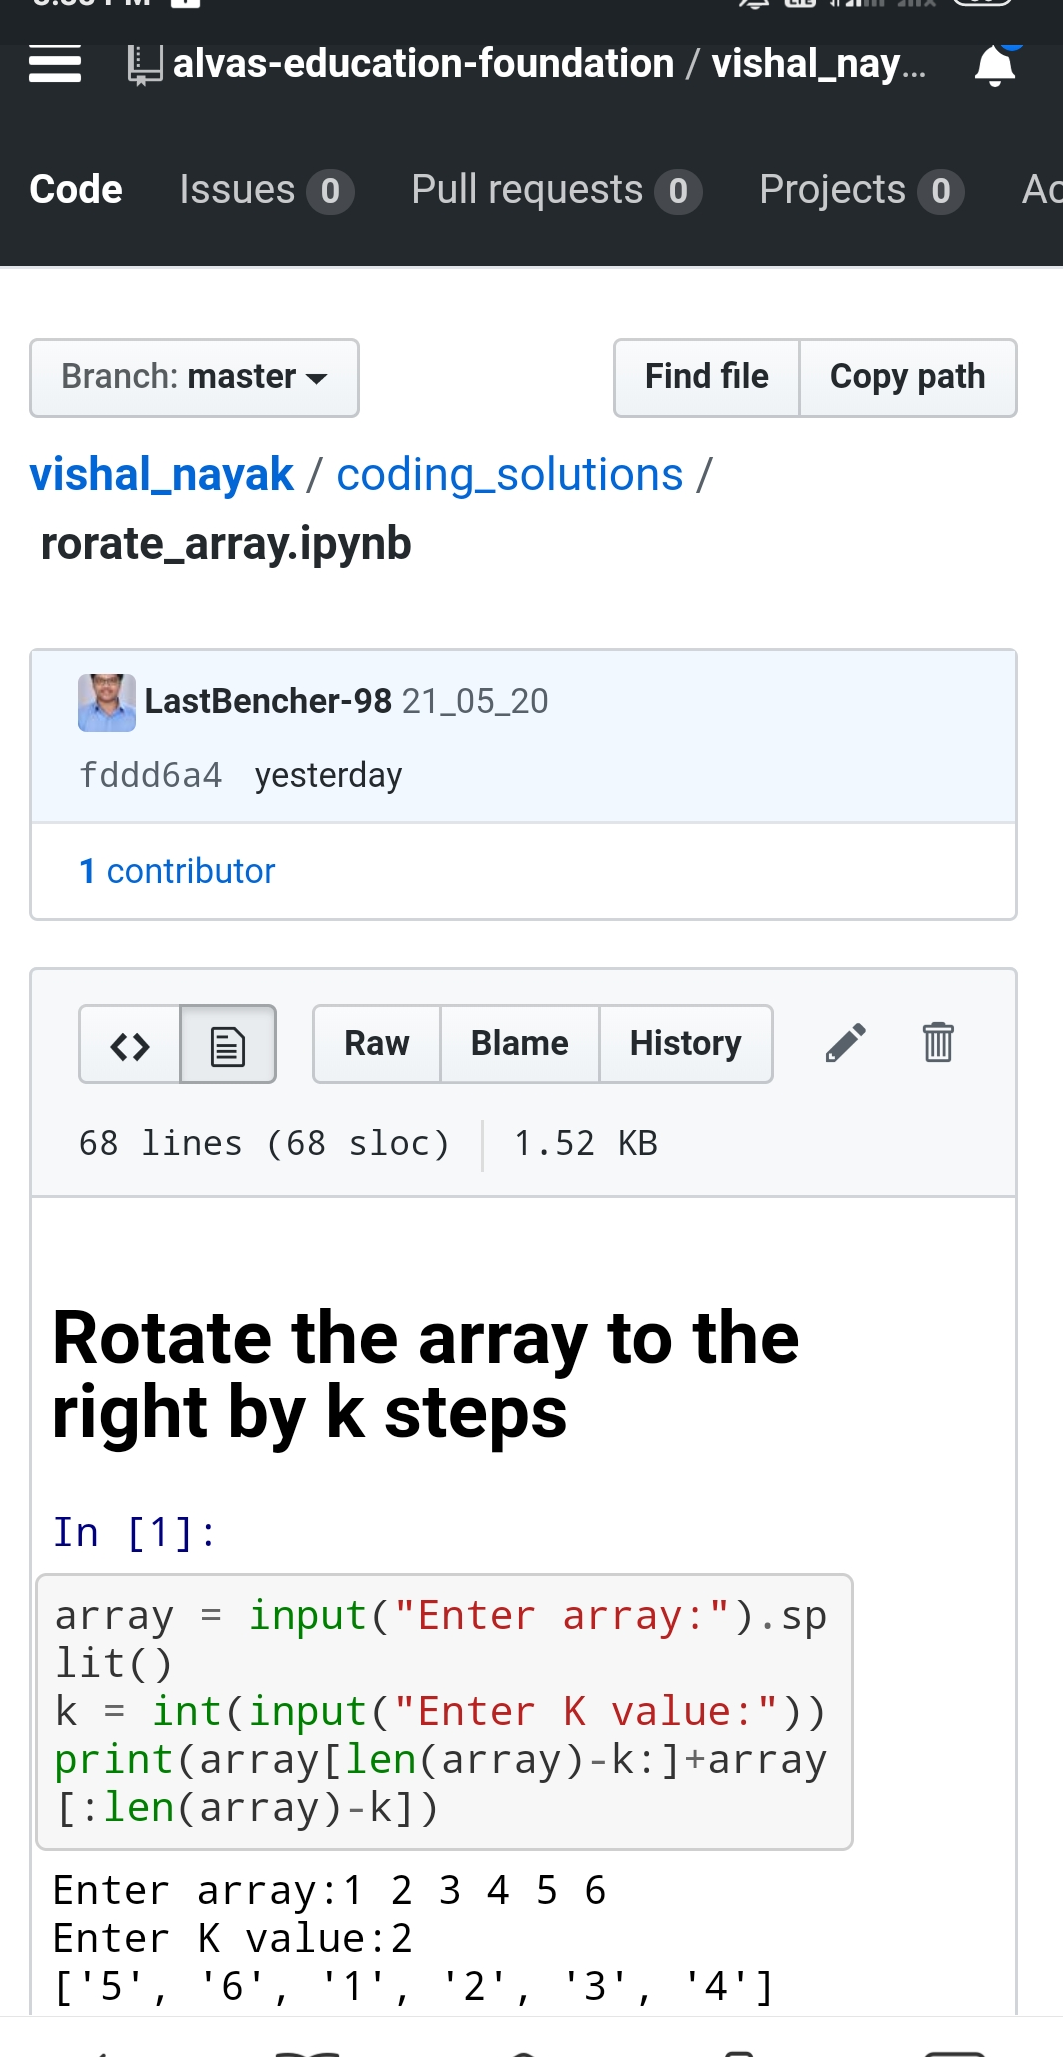 alvas-education-foundation / vishal_nay...
Code Issues 0 Pull requests 0 Projects 0
Branch: master Find file Copy path
vishal_nayak / coding_solutions /
rorate_array.ipynb
LastBencher-98 21_05_20
fddd6a4 yesterday
1 contributor
<> Raw Blame History
68 lines (68 sloc) 1.52 KB
Rotate the array to the
right by k steps
In [1]:
array = input("Enter array:").sp
lit()
k = int(input("Enter K value:"))
print(array[len(array)-k:]+array
[:len(array)-k])
Enter array:1 2 3 4 5 6
Enter K value:2
['5', '6', '1', '2', '3', '4']